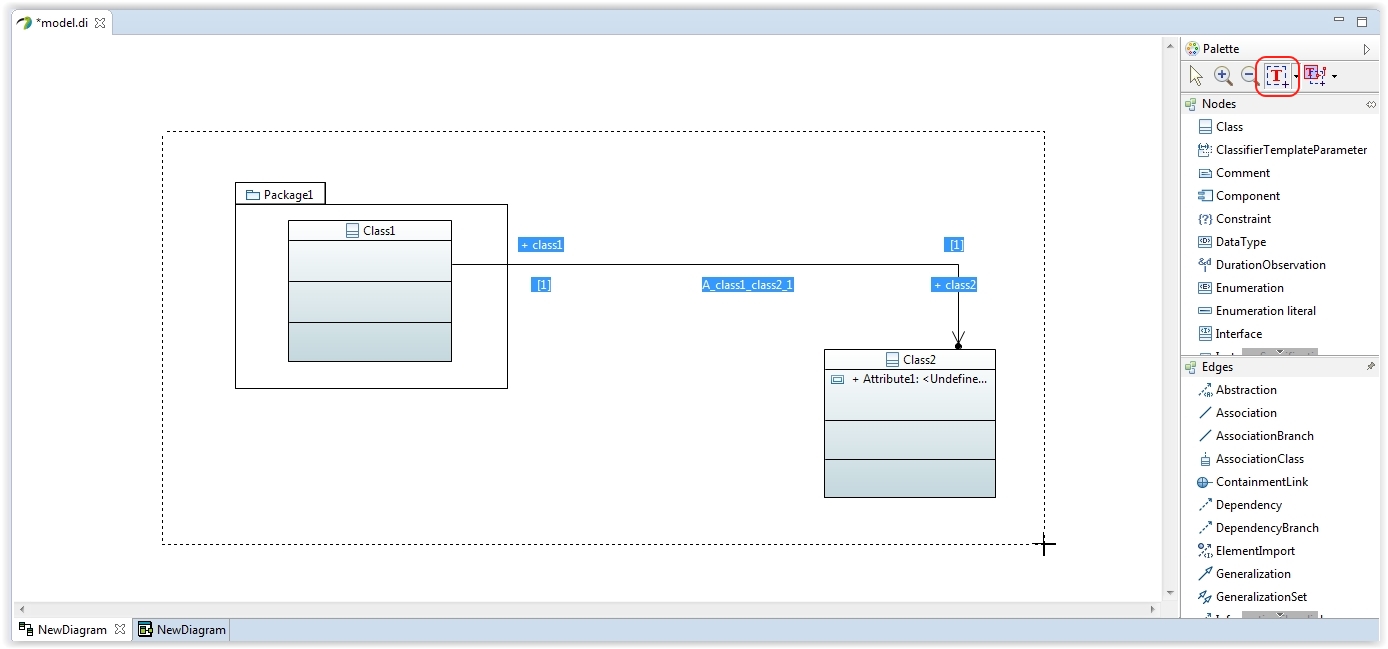 *model.di
Palette
T
T
Nodes
Class
ClassifierTemplateParameter
Comment
Component
Constraint
DataType
DurationObservation
Enumeration
Enumeration literal
Interface
Edges
Abstraction
Association
AssociationBranch
AssociationClass
ContainmentLink
Dependency
DependencyBranch
ElementImport
Generalization
GeneralizationSet
Package1
Class1
+ class1
[1]
[1]
A_class1_class2_1
+ class2
Class2
+ Attribute1: <Undefine...
NewDiagram
NewDiagram